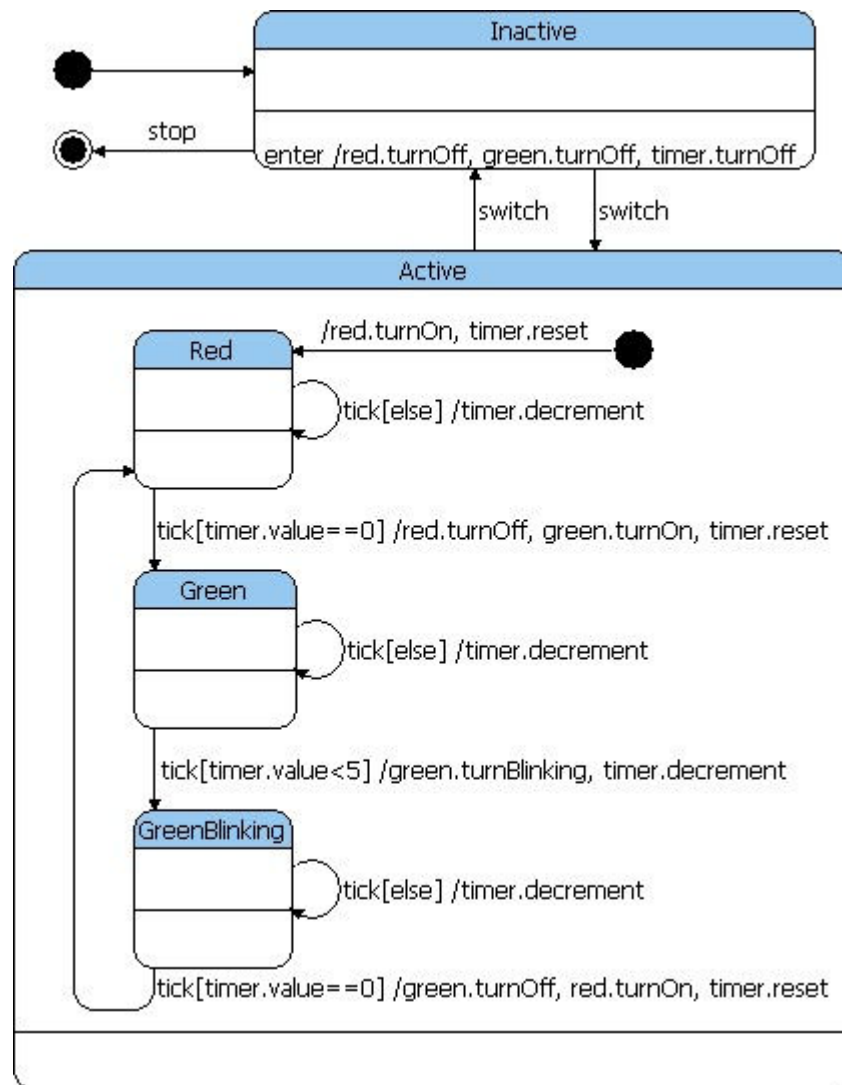 Inactive
stop
enter /red.turnOff, green.turnOff, timer.turnOff
switch
switch
Active
/red.turnOn, timer.reset
Red
tick[else] /timer.decrement
tick[timer.value==0] /red.turnOff, green.turnOn, timer.reset
Green
tick[else] /timer.decrement
tick[timer.value<5] /green.turnBlinking, timer.decrement
GreenBlinking
tick[else] /timer.decrement
tick[timer.value==0] /green.turnOff, red.turnOn, timer.reset